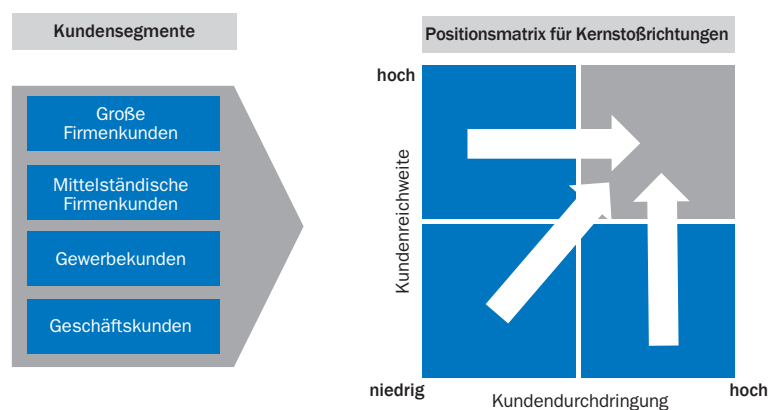 Kundensegmente
Große
Firmenkunden
Mittelständische
Firmenkunden
Gewerbekunden
Geschäftskunden
Positionsmatrix für Kernstoßrichtungen
hoch
Kundenreichweite
niedrig
Kundendurchdringung
hoch